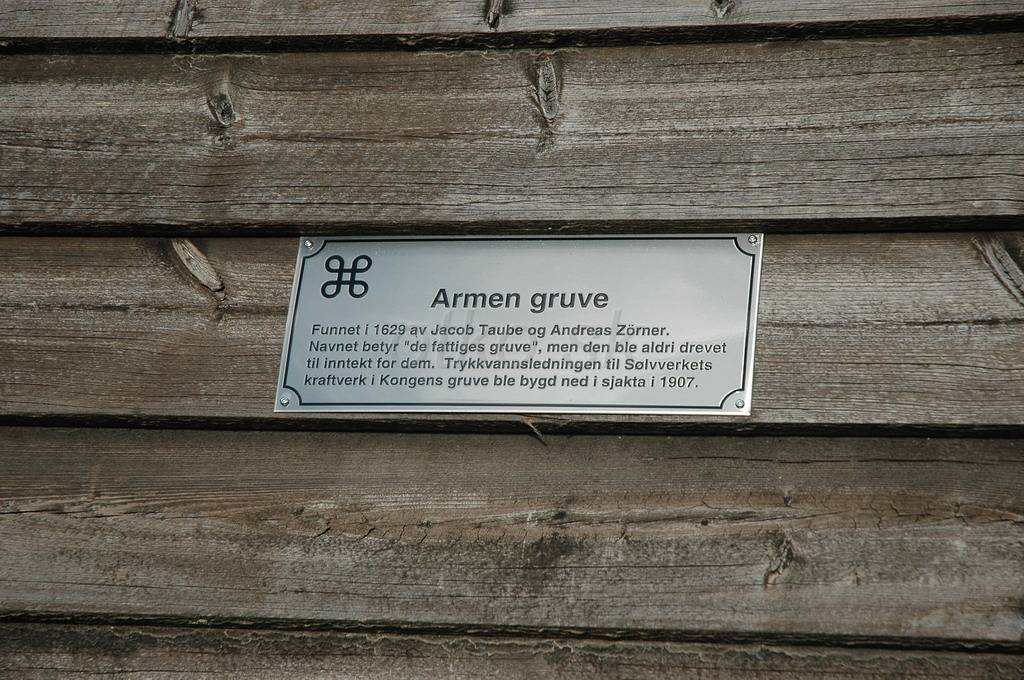 Armen gruve
Funnet i 1629 av Jacob Taube og Andreas Zörner.
Navnet betyr "de fattiges gruve", men den ble aldri drevet
til inntekt for dem. Trykkvannsledningen til Sølvverkets
kraftverk i Kongens gruve ble bygd ned i sjakta i 1907.